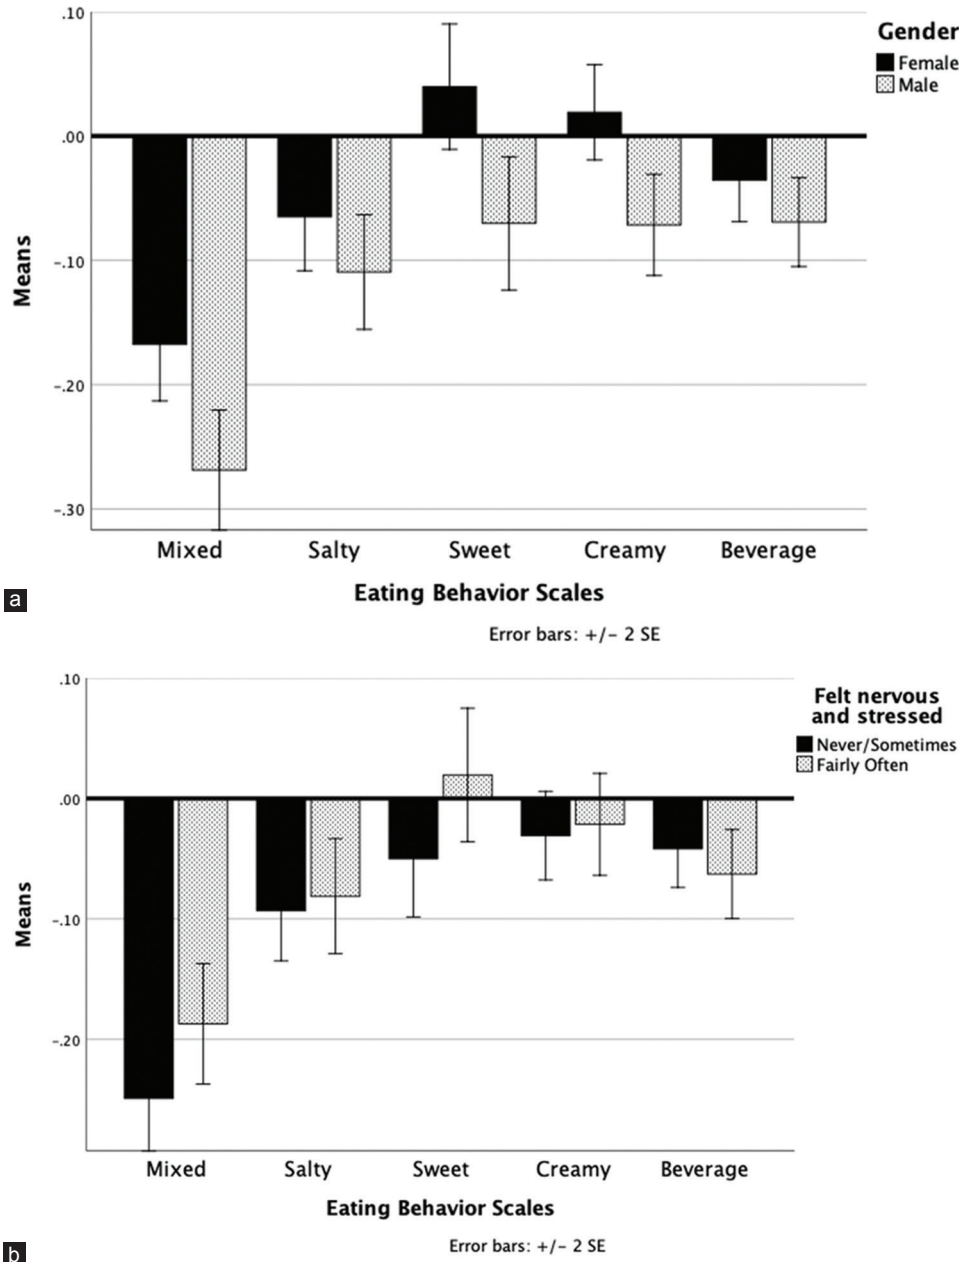 .10
Gender
Female
Male
.00
Means
-.10
-.20
-.30
Mixed Salty Sweet Creamy Beverage
Eating Behavior Scales
a
Error bars: +/- 2 SE
.10
Felt nervous
and stressed
Never/Sometimes
Fairly Often
.00
Means
-.10
-.20
Mixed Salty Sweet Creamy Beverage
Eating Behavior Scales
Error bars: +/- 2 SE
b